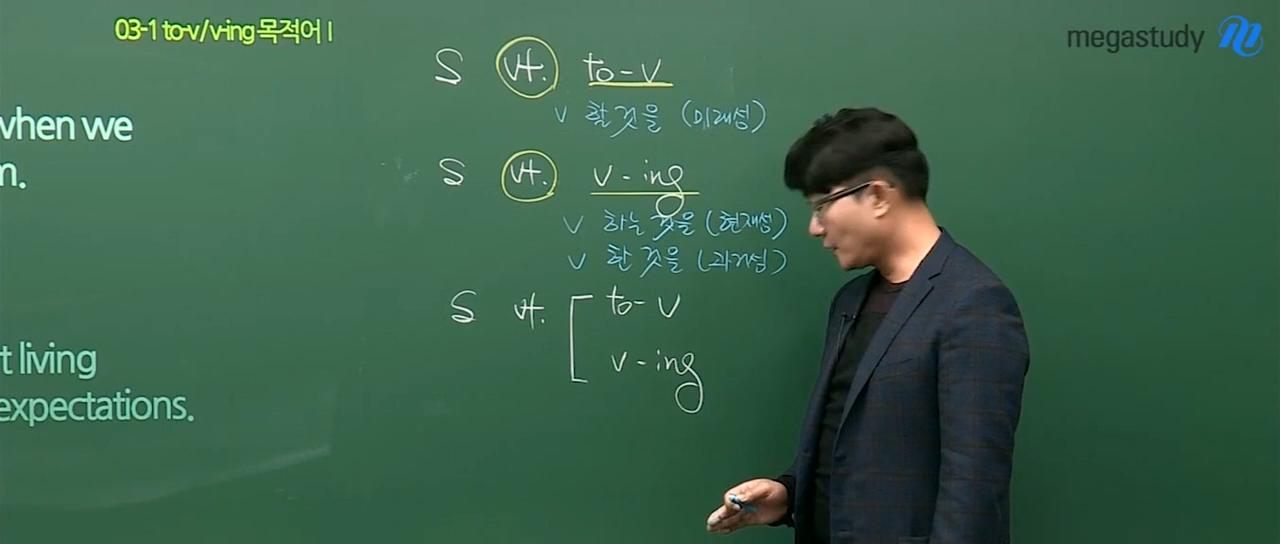 03-1 to-v/v-ing 목적어 I
megastudy
when we
m.
t living
expectations.
S vt. to-v
v 할 것을 (미래성)
S vt. v-ing
v 하는 것을 (현재성)
v 한 것을 (과거성)
S vt. [ to-v
v-ing